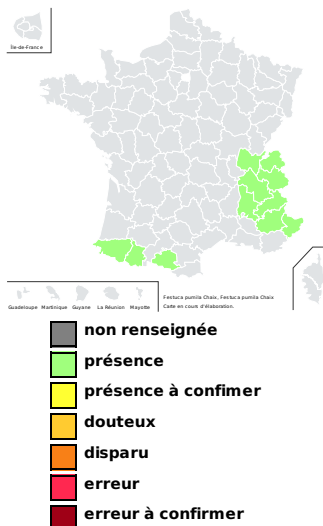 Île-de-France
Guadeloupe Martinique Guyane La Réunion Mayotte
Festuca pumila Chaix, Festuca pumila Chaix
Carte en cours d'élaboration.
non renseignée
présence
présence à confimer
douteux
disparu
erreur
erreur à confirmer